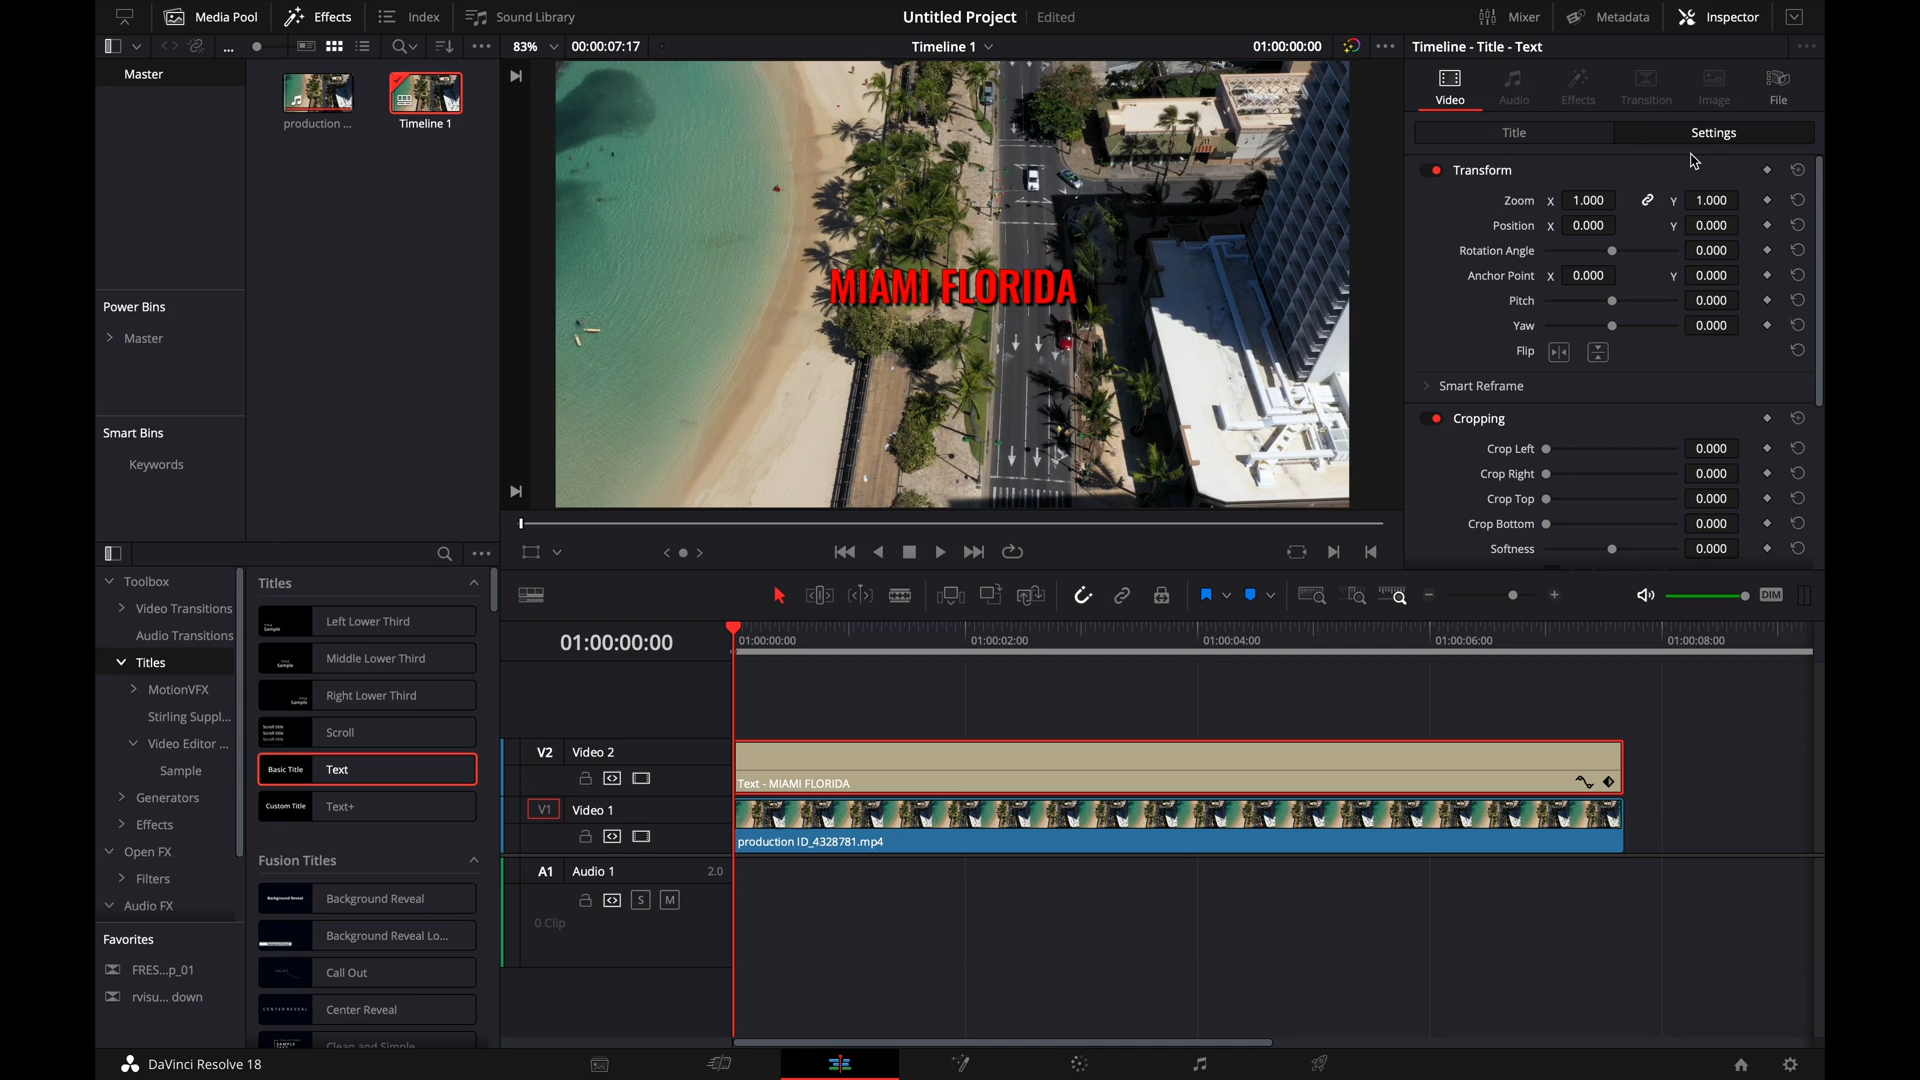 Media Pool
Effects
Index
Sound Library
Untitled Project
Edited
Mixer
Metadata
Inspector
83%
00:00:07:17
Timeline 1
01:00:00:00
Timeline - Title - Text
Master
production ...
Timeline 1
Video
Audio
Effects
Transition
Image
File
Title
Settings
Transform
Zoom X 1.000 Y 1.000
Position X 0.000 Y 0.000
Rotation Angle 0.000
Anchor Point X 0.000 Y 0.000
Pitch 0.000
Yaw 0.000
Flip
Smart Reframe
Cropping
Crop Left 0.000
Crop Right 0.000
Crop Top 0.000
Crop Bottom 0.000
Softness 0.000
MIAMI FLORIDA
Power Bins
Master
Smart Bins
Keywords
Toolbox
Video Transitions
Audio Transitions
Titles
MotionVFX
Stirling Suppl...
Video Editor ...
Sample
Generators
Effects
Open FX
Filters
Audio FX
Favorites
FRES...p_01
rvisu... down
Titles
Left Lower Third
Middle Lower Third
Right Lower Third
Scroll
Basic Title Text
Custom Title Text+
Fusion Titles
Background Reveal
Background Reveal Lo...
Call Out
CENTER REVEAL Center Reveal
Clean and Simple
DIM
01:00:00:00
01:00:00:00
01:00:02:00
01:00:04:00
01:00:06:00
01:00:08:00
V2 Video 2
Text - MIAMI FLORIDA
V1 Video 1
production ID_4328781.mp4
A1 Audio 1 2.0
S M
0 Clip
DaVinci Resolve 18